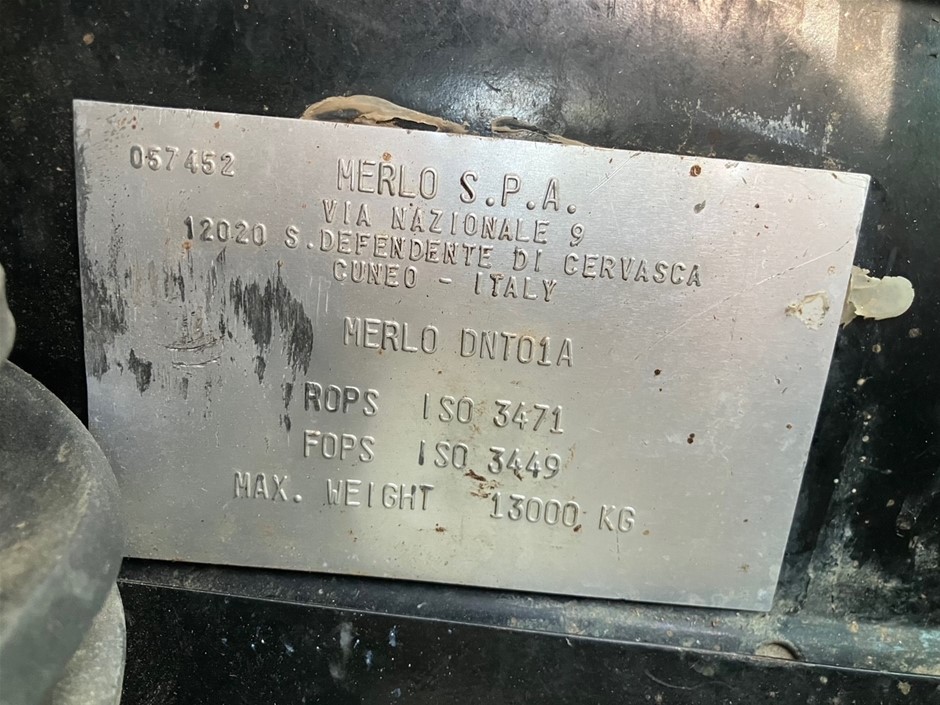 057452
MERLO S.P.A.
VIA NAZIONALE 9
12020 S.DEFENDENTE DI CERVASCA
CUNEO - ITALY
MERLO DNT01A
ROPS ISO 3471
FOPS ISO 3449
MAX. WEIGHT 13000 KG